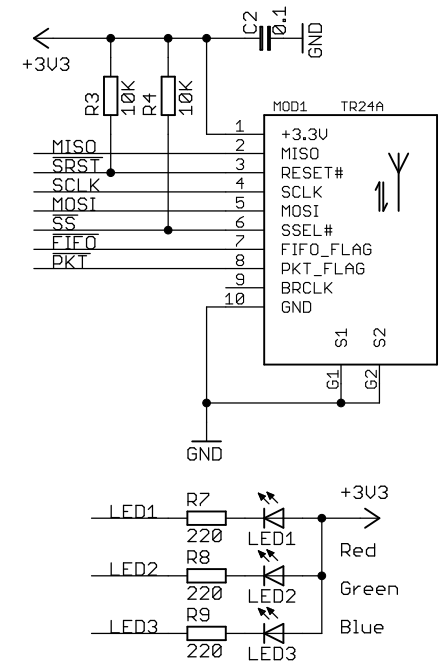 +3V3
C2
0.1
GND
R3
10K
R4
10K
MOD1 TR24A
1 +3.3V
MISO 2 MISO
SRST 3 RESET#
SCLK 4 SCLK
MOSI 5 MOSI
SS 6 SSEL#
FIFO 7 FIFO_FLAG
PKT 8 PKT_FLAG
9 BRCLK
10 GND
S1 S2
G1 G2
GND
+3V3
LED1 R7 220 LED1 Red
LED2 R8 220 LED2 Green
LED3 R9 220 LED3 Blue